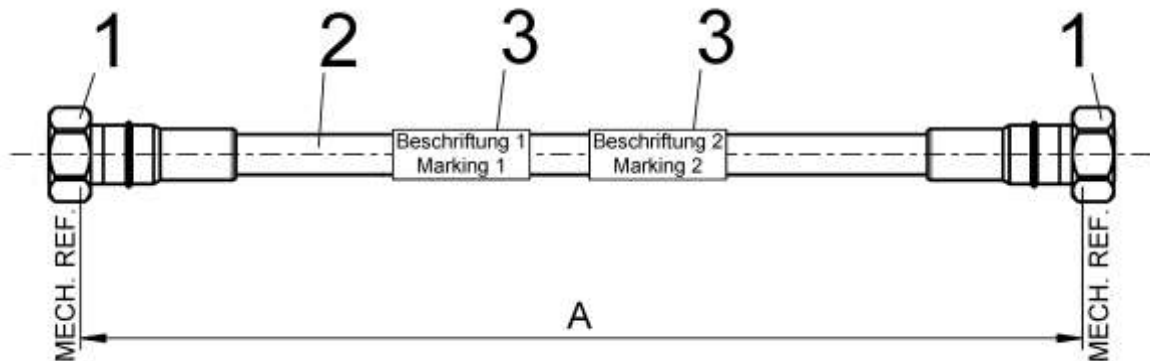 1
2
3
3
1
Beschriftung 1
Marking 1
Beschriftung 2
Marking 2
MECH. REF.
MECH. REF.
A